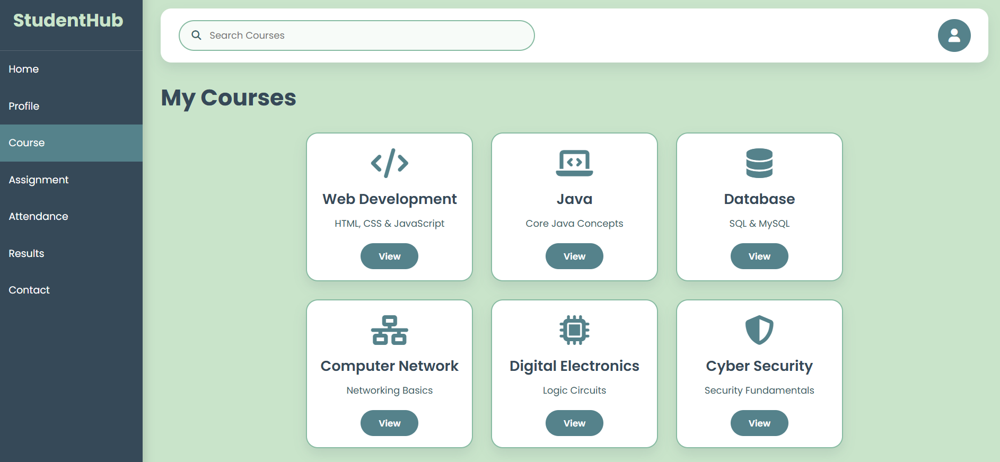 StudentHub
Home
Profile
Course
Assignment
Attendance
Results
Contact
Search Courses
My Courses
Web Development
HTML, CSS & JavaScript
View
Java
Core Java Concepts
View
Database
SQL & MySQL
View
Computer Network
Networking Basics
View
Digital Electronics
Logic Circuits
View
Cyber Security
Security Fundamentals
View